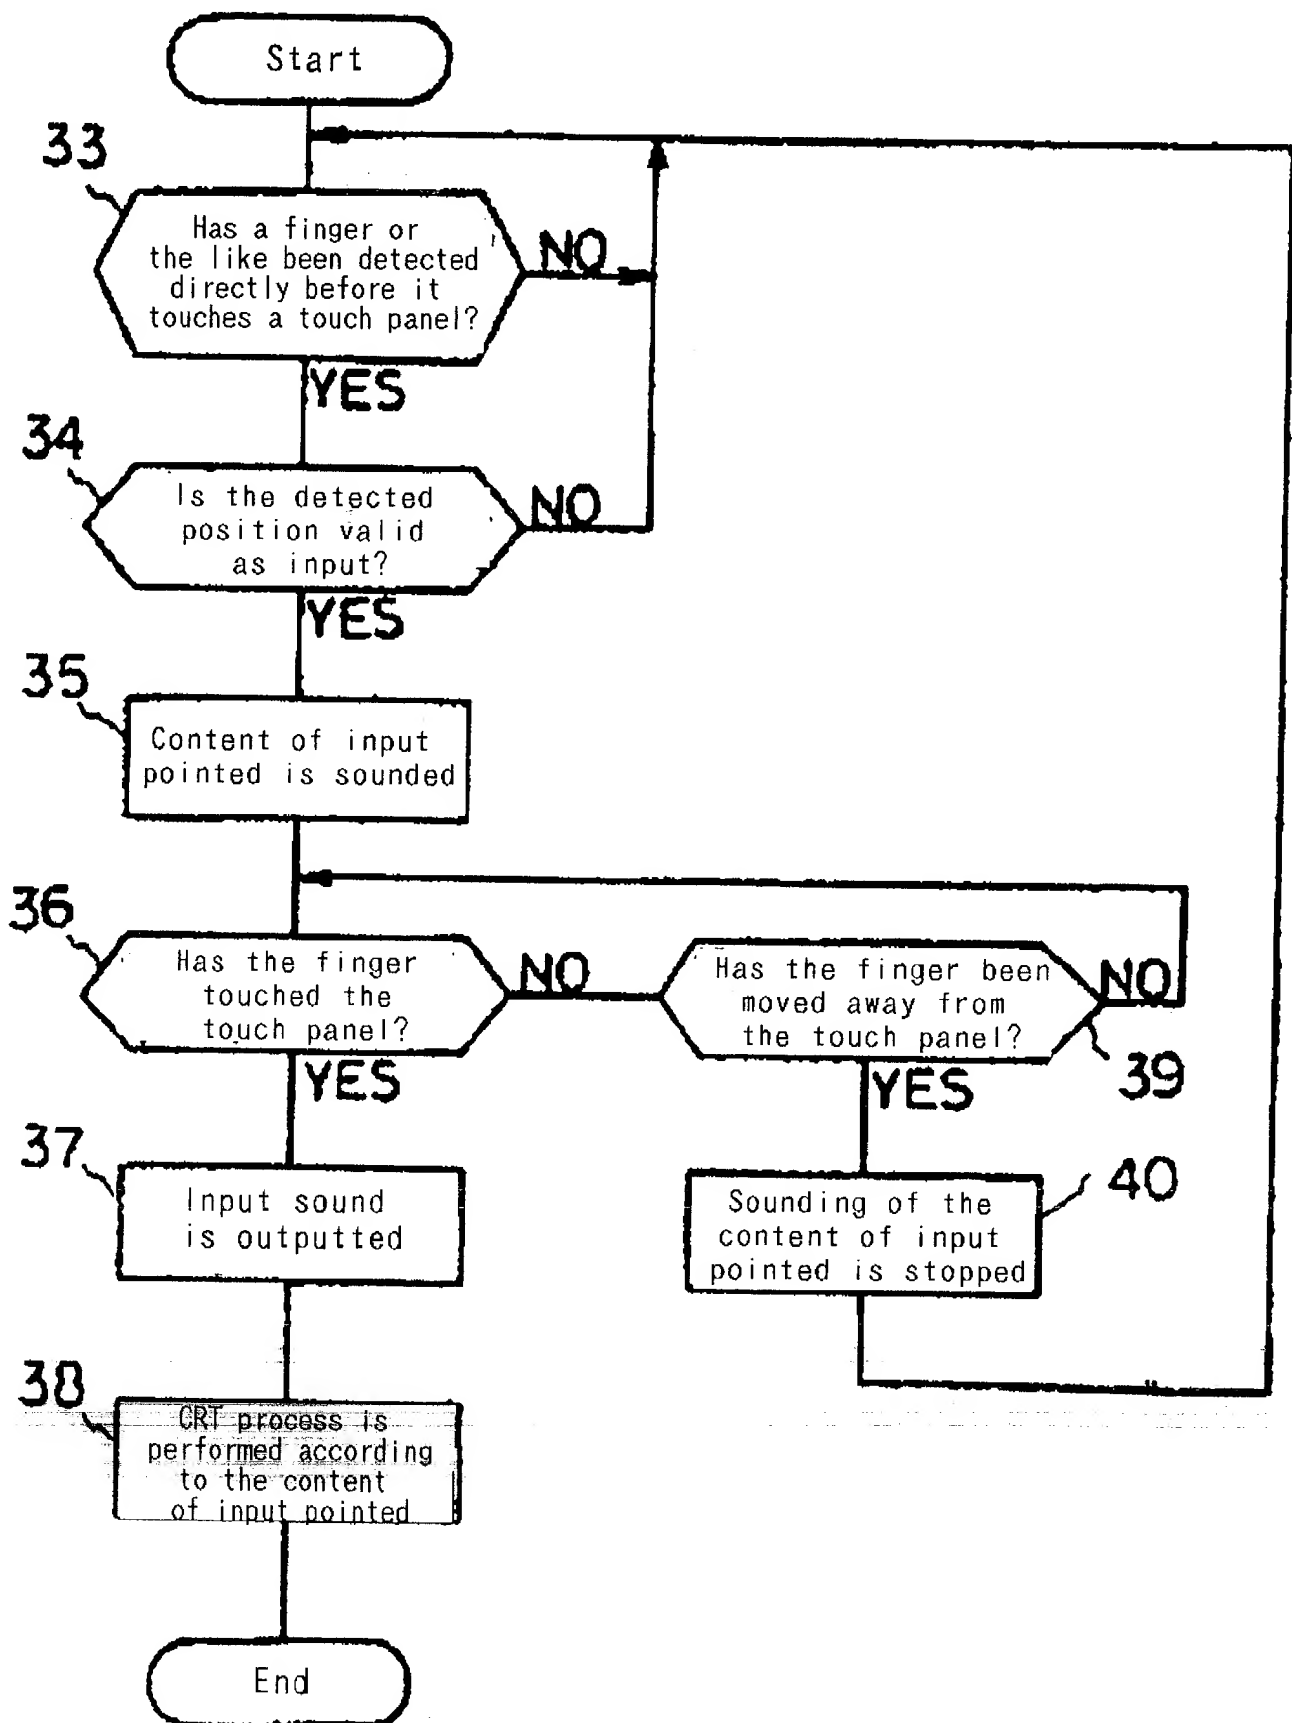 Start
33
Has a finger or
the like been detected
directly before it
touches a touch panel?
NO
YES
34
Is the detected
position valid
as input?
NO
YES
35
Content of input
pointed is sounded
36
Has the finger
touched the
touch panel?
NO
YES
Has the finger been
moved away from
the touch panel?
NO
39
YES
37
Input sound
is outputted
40
Sounding of the
content of input
pointed is stopped
38
CRT process is
performed according
to the content
of input pointed
End